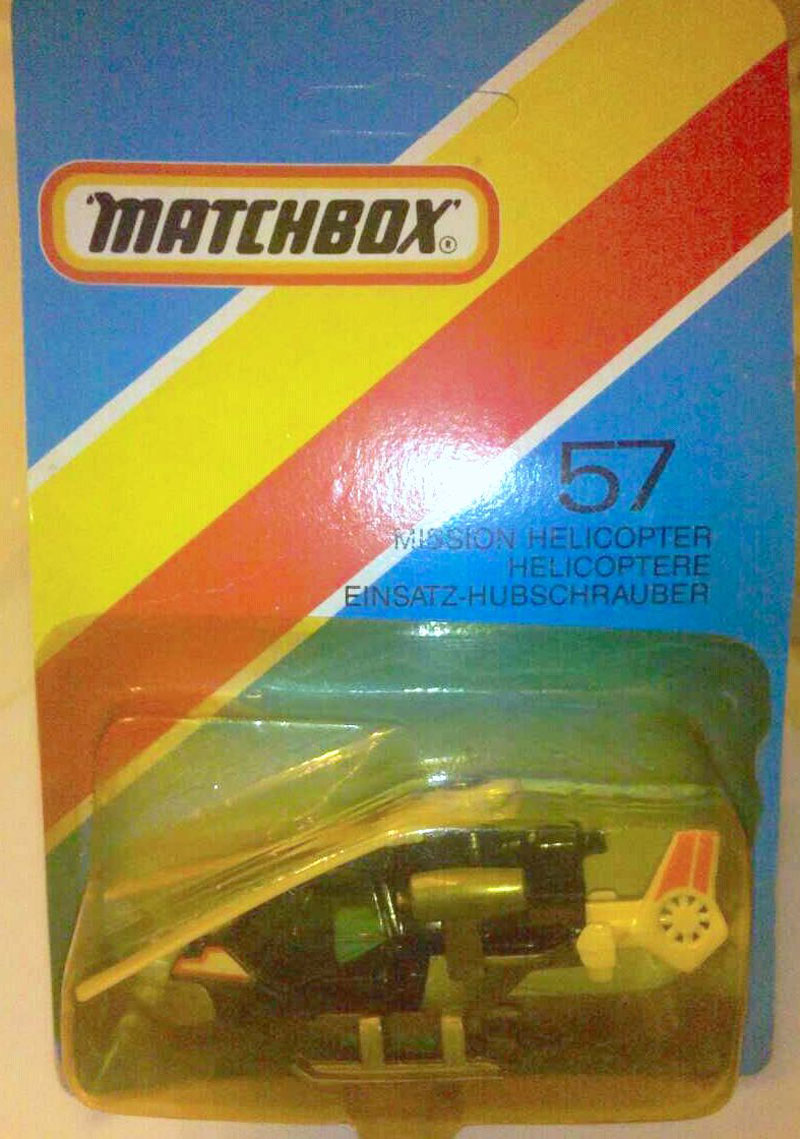 "MATCHBOX" ®
57
MISSION HELICOPTER
HELICOPTERE
EINSATZ-HUBSCHRAUBER